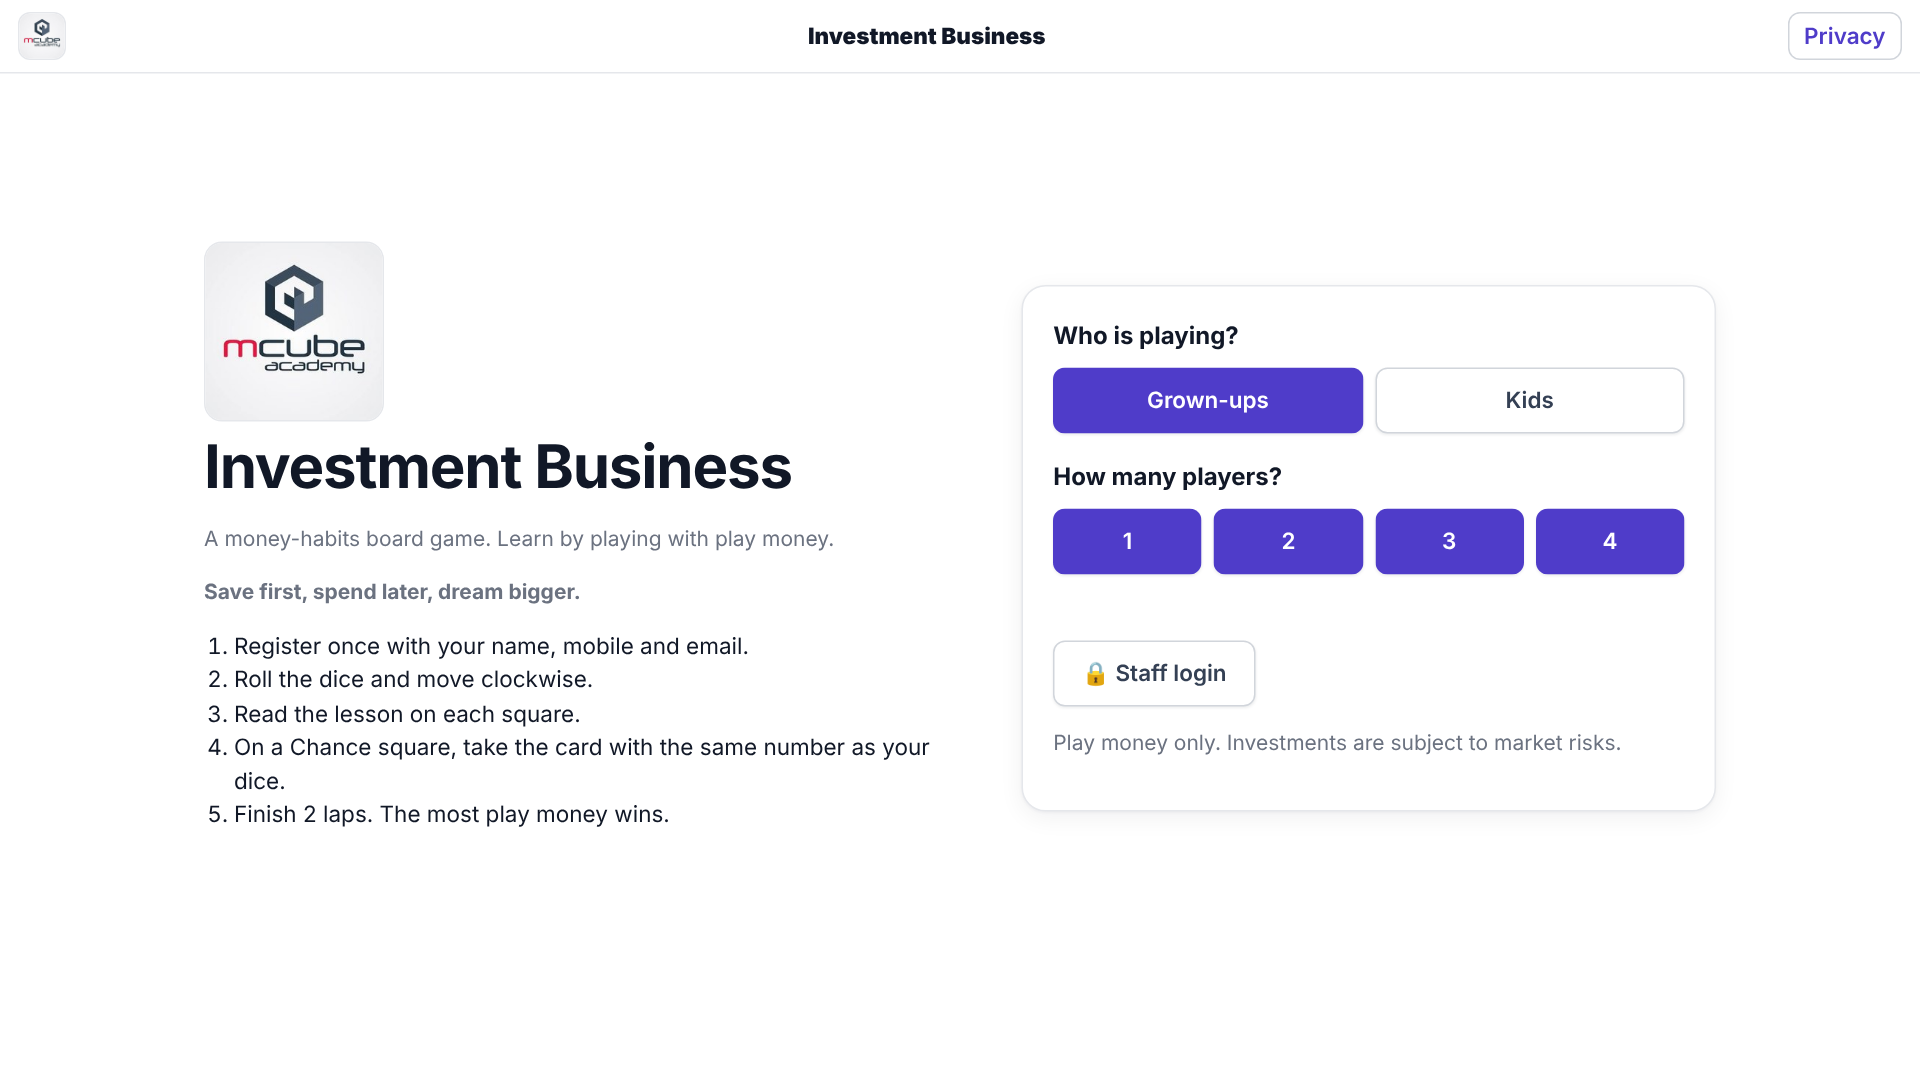 mcube
academy
Investment Business
Privacy
mcube
academy
Investment Business
A money-habits board game. Learn by playing with play money.
Save first, spend later, dream bigger.
1. Register once with your name, mobile and email.
2. Roll the dice and move clockwise.
3. Read the lesson on each square.
4. On a Chance square, take the card with the same number as your
dice.
5. Finish 2 laps. The most play money wins.
Who is playing?
Grown-ups
Kids
How many players?
1
2
3
4
🔒 Staff login
Play money only. Investments are subject to market risks.